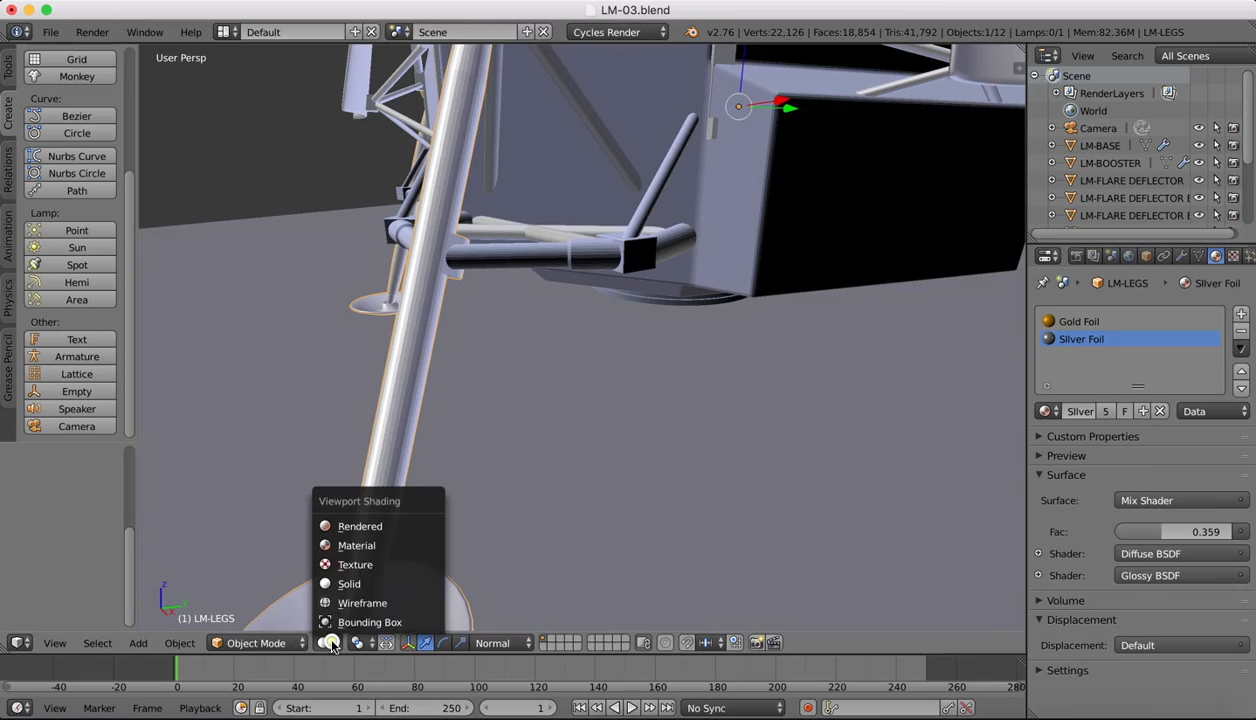 LM-03.blend
File Render Window Help Default Scene Cycles Render v2.76 | Verts:22,126 | Faces:18,854 | Tris:41,792 | Objects:1/12 | Lamps:0/1 | Mem:82.36M | LM-LEGS
Tools
Create
Relations
Animation
Physics
Grease Pencil
Grid
Monkey
Curve:
Bezier
Circle
Nurbs Curve
Nurbs Circle
Path
Lamp:
Point
Sun
Spot
Hemi
Area
Other:
Text
Armature
Lattice
Empty
Speaker
Camera
User Persp
Viewport Shading
Rendered
Material
Texture
Solid
Wireframe
Bounding Box
z
y
x
(1) LM-LEGS
View Select Add Object Object Mode Normal
-40 -20 0 20 40 60 80 100 120 140 160 180 200 220 240 260 280
View Marker Frame Playback Start: 1 End: 250 1 No Sync
View Search All Scenes
Scene
RenderLayers
World
Camera
LM-BASE
LM-BOOSTER
LM-FLARE DEFLECTOR
LM-FLARE DEFLECTOR
LM-FLARE DEFLECTOR
LM-LEGS SIlver Foil
Gold Foil
SIlver Foil
SIlver 5 F Data
Custom Properties
Preview
Surface
Surface: Mix Shader
Fac: 0.359
Shader: Diffuse BSDF
Shader: Glossy BSDF
Volume
Displacement
Displacement: Default
Settings